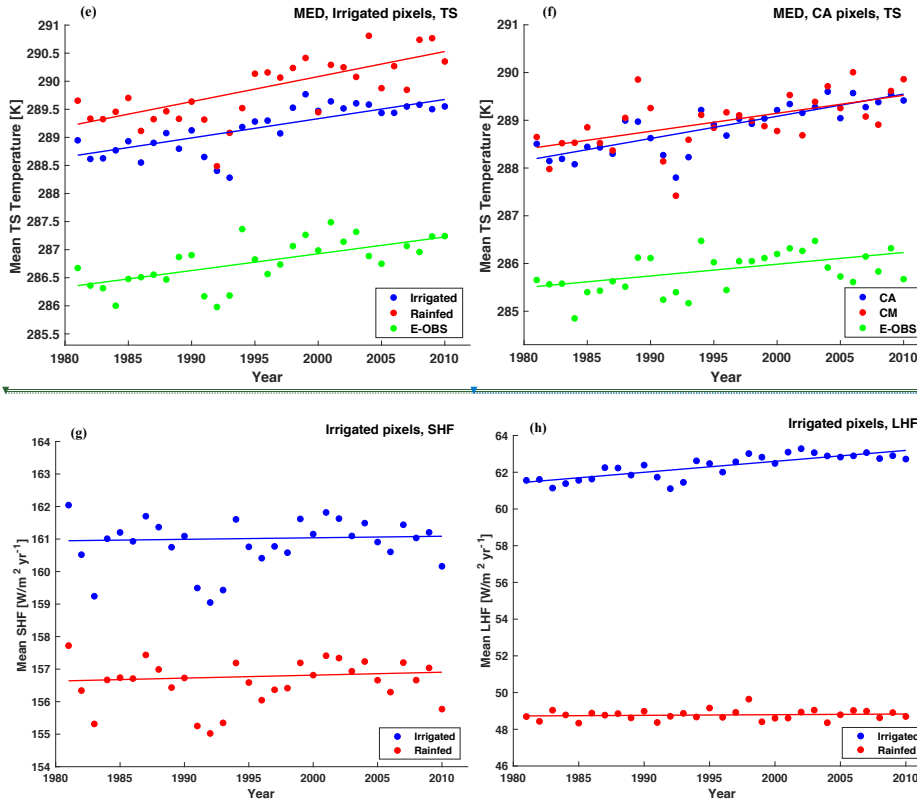 (e)
MED, Irrigated pixels, TS
291
290.5
290
289.5
289
288.5
288
287.5
287
286.5
286
285.5
285
Mean TS Temperature [K]
1980 1985 1990 1995 2000 2005 2010
Year
Irrigated
Rainfed
E-OBS
(f)
MED, CA pixels, TS
291
290
289
288
287
286
285
Mean TS Temperature [K]
1980 1985 1990 1995 2000 2005 2010
Year
CA
CM
E-OBS
(g)
Irrigated pixels, SHF
164
163
162
161
160
159
158
157
156
155
154
Mean SHF [W/m² yr⁻¹]
1980 1985 1990 1995 2000 2005 2010
Year
Irrigated
Rainfed
(h)
Irrigated pixels, LHF
64
62
60
58
56
54
52
50
48
46
Mean LHF [W/m² yr⁻¹]
1980 1985 1990 1995 2000 2005 2010
Year
Irrigated
Rainfed